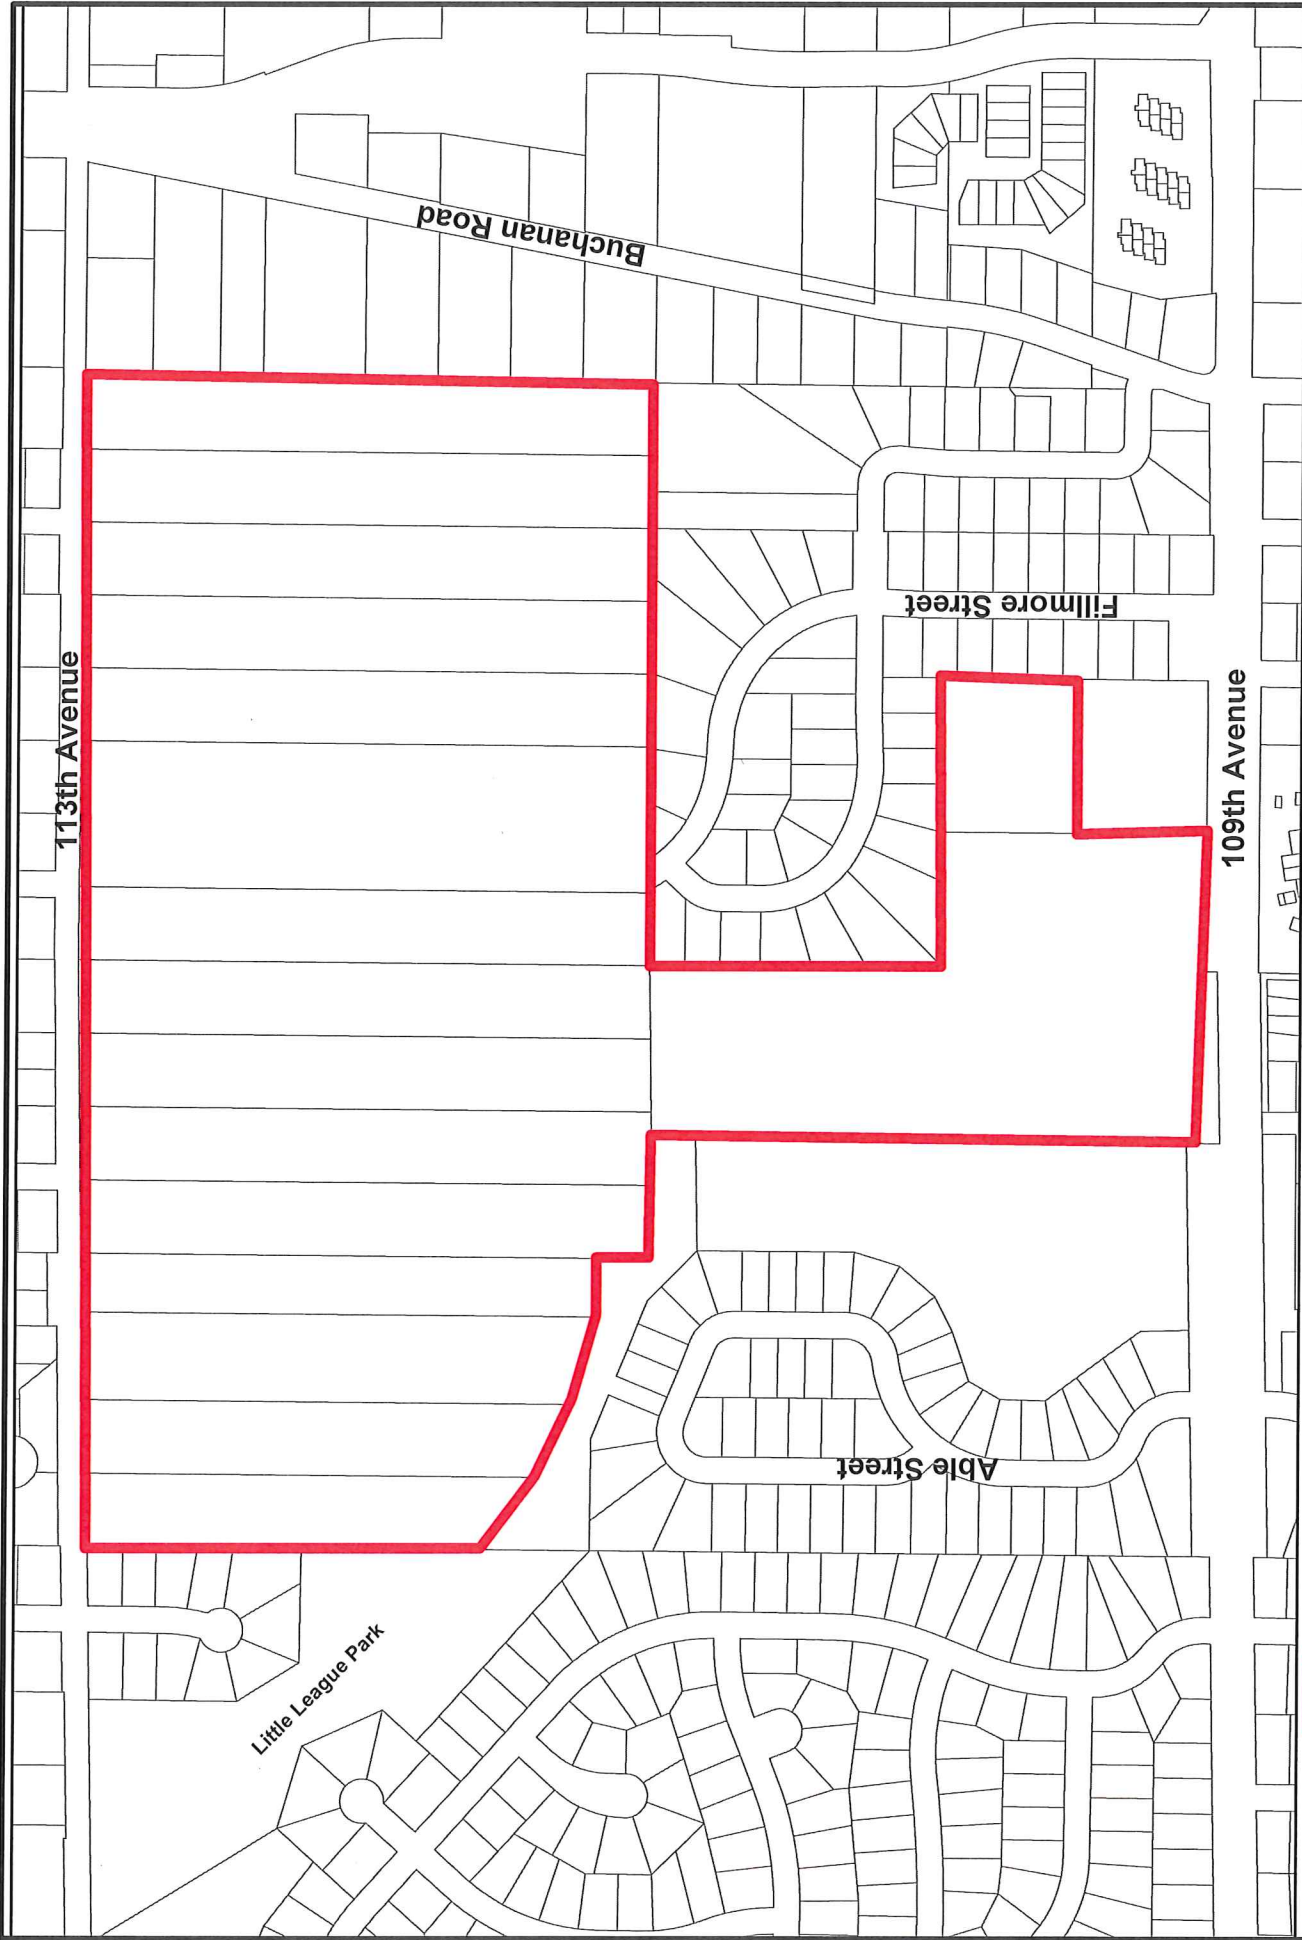 Buchanan Road
113th Avenue
Fillmore Street
109th Avenue
Able Street
Little League Park